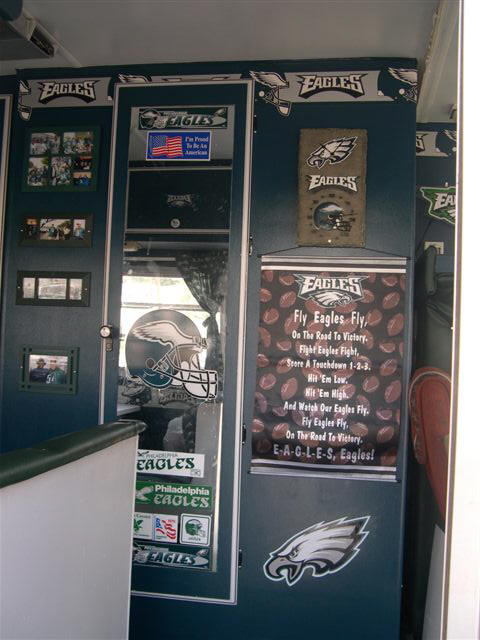 EAGLES
EAGLES
EAGLES
EAGLES
I'm Proud
To Be An
American
EAGLES
EAGLES
Fly Eagles Fly,
On The Road To Victory.
Fight Eagles Fight,
Score A Touchdown 1-2-3.
Hit 'Em Low.
Hit 'Em High.
And Watch Our Eagles Fly.
Fly Eagles Fly,
On The Road To Victory.
E-A-G-L-E-S, Eagles!
PHILADELPHIA
EAGLES
Philadelphia
EAGLES
EAGLES